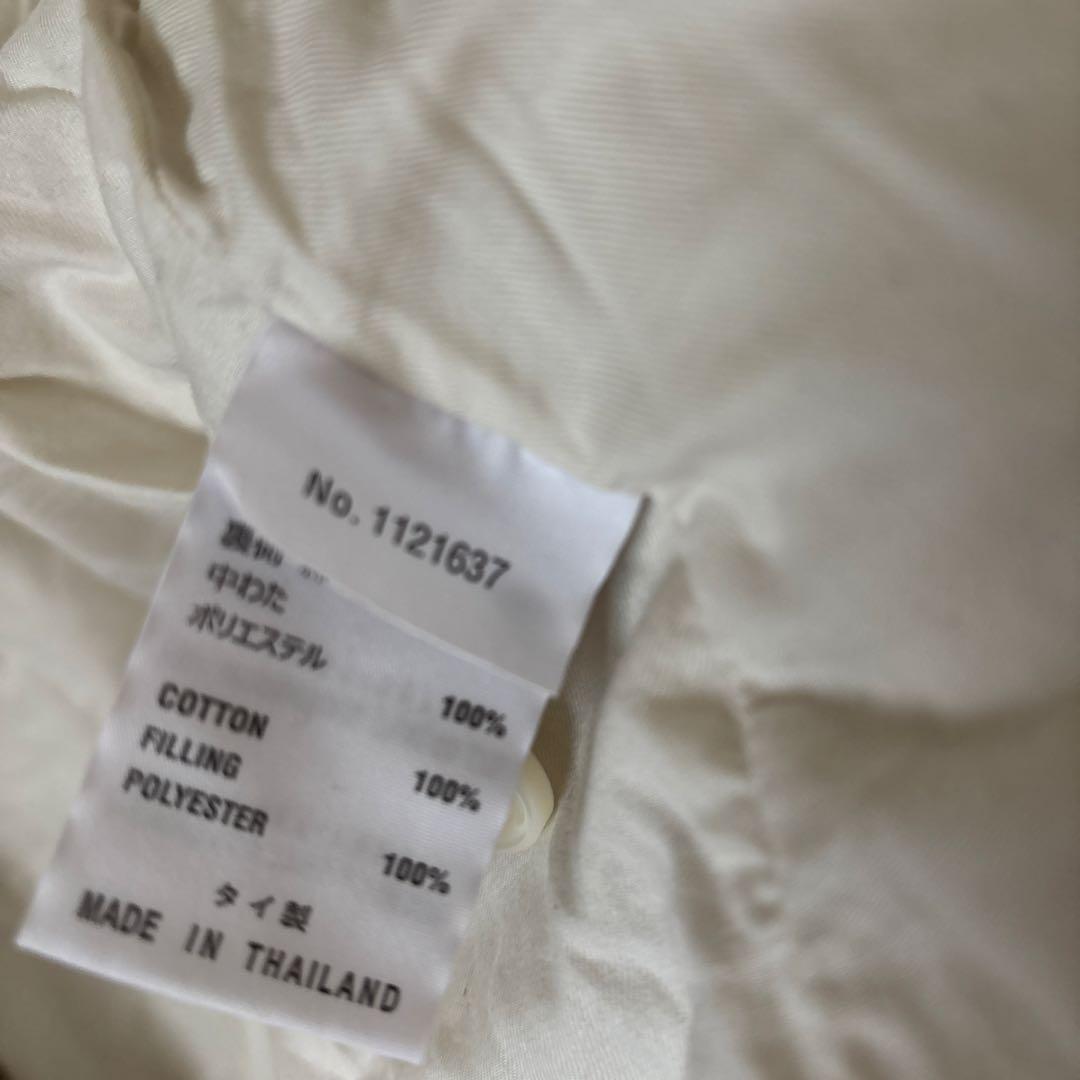 No. 1121637
中わた
ポリエステル 100%
COTTON 100%
FILLING
POLYESTER 100%
タイ製
MADE IN THAILAND